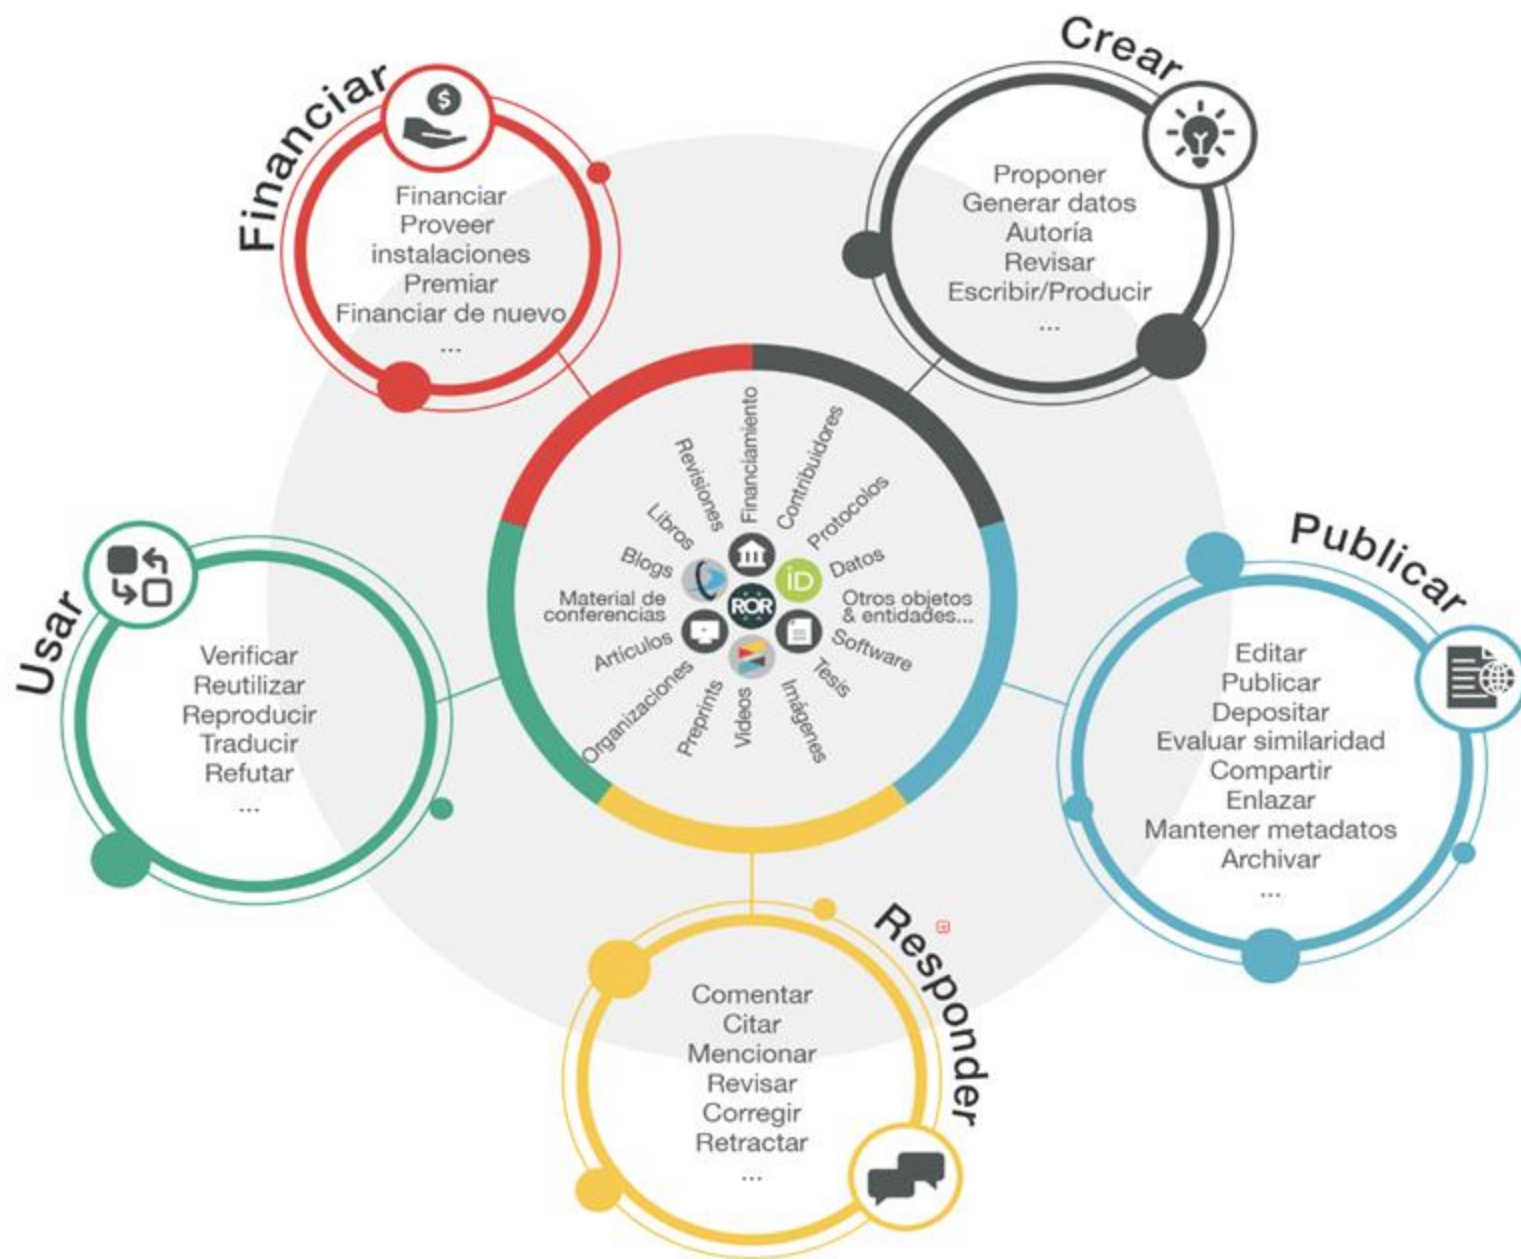 Financiar
Financiar
Proveer
instalaciones
Premiar
Financiar de nuevo
...
Crear
Proponer
Generar datos
Autoría
Revisar
Escribir/Producir
...
Publicar
Editar
Publicar
Depositar
Evaluar similaridad
Compartir
Enlazar
Mantener metadatos
Archivar
...
Responder
Comentar
Citar
Mencionar
Revisar
Corregir
Retractar
...
Usar
Verificar
Reutilizar
Reproducir
Traducir
Refutar
...
Financiamiento
Contribuidores
Protocolos
Datos
Otros objetos
& entidades...
Software
Tesis
Imágenes
Videos
Preprints
Organizaciones
Artículos
Material de
conferencias
Blogs
Libros
Revisiones
iD
ROR
$